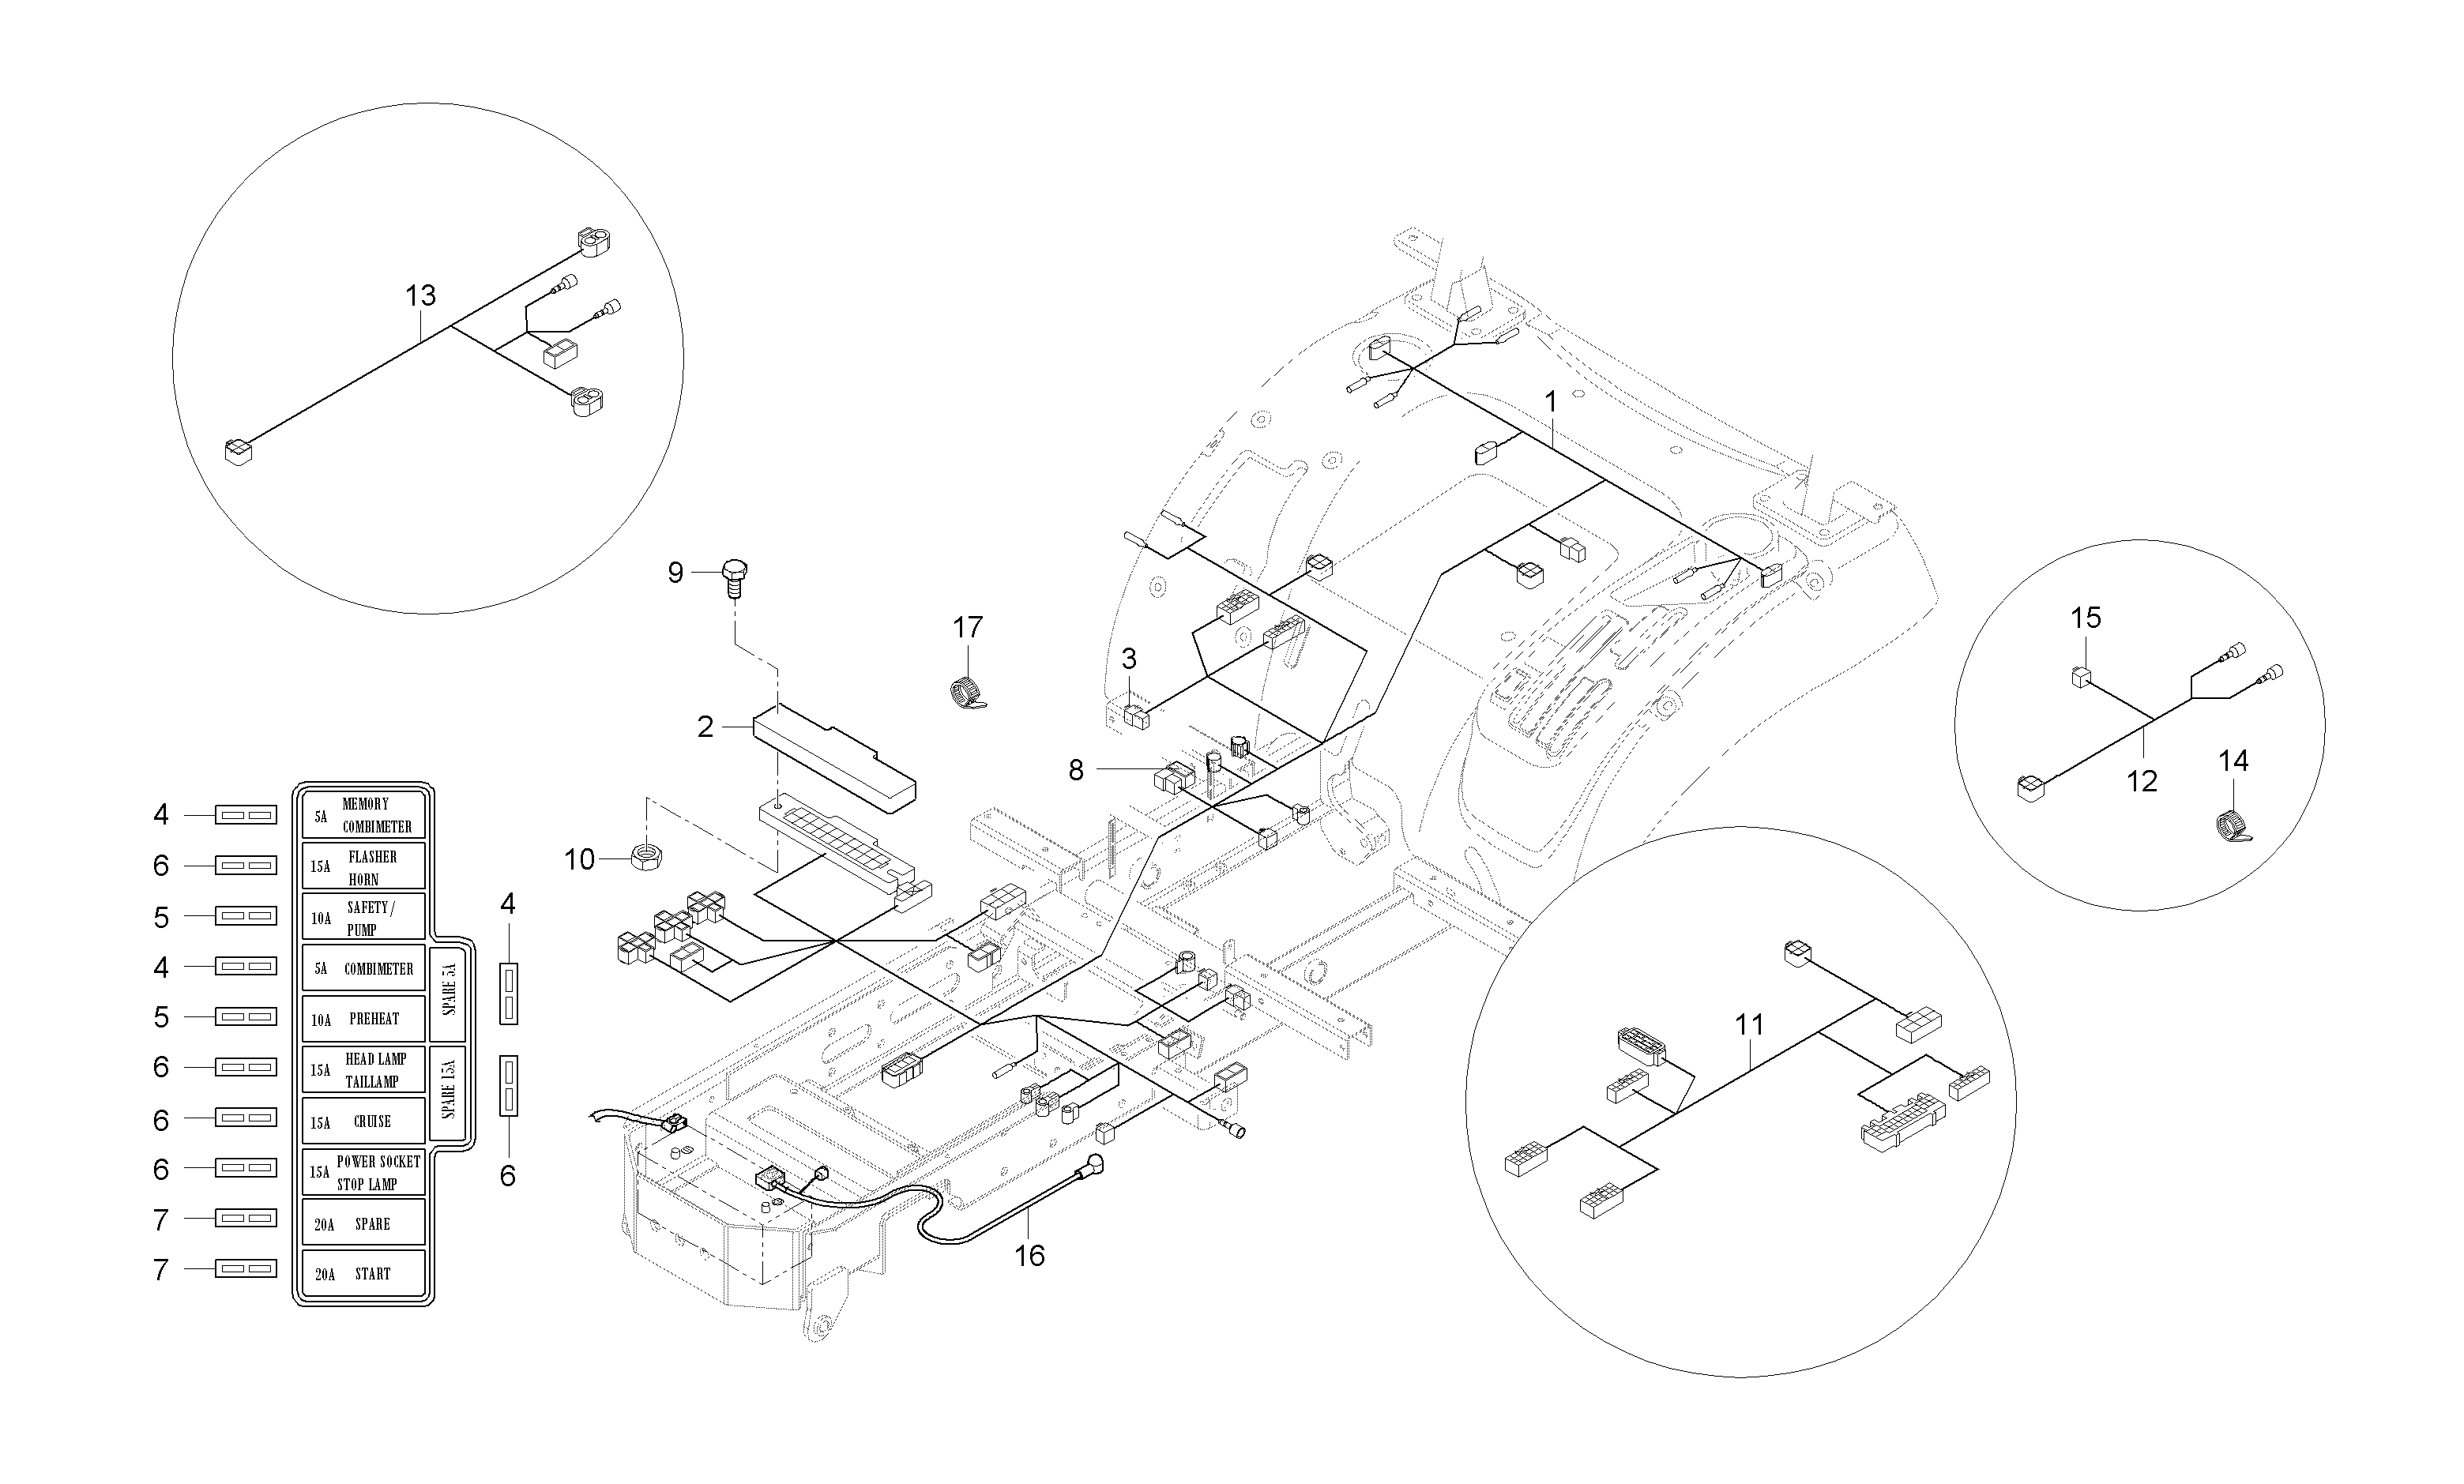 13
1
9
17
3
2
8
10
15
12
14
11
16
4
5A MEMORY
COMBIMETER
6
15A FLASHER
HORN
5
10A SAFETY/
PUMP
4
5A COMBIMETER
5
10A PREHEAT
6
15A HEAD LAMP
TAILLAMP
6
15A CRUISE
6
15A POWER SOCKET
STOP LAMP
7
20A SPARE
7
20A START
SPARE 5A
SPARE 15A
4
6